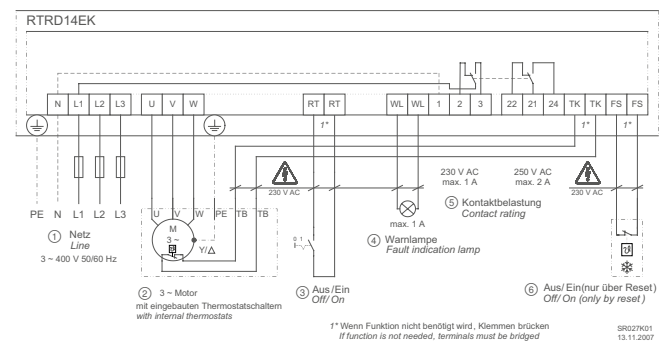 RTRD14EK
N L1 L2 L3 U V W RT RT WL WL 1 2 3 22 21 24 TK TK FS FS
1* 1* 1*
230 V AC
230 V AC
max. 1 A
250 V AC
max. 2 A
230 V AC
PE N L1 L2 L3
U V W PE TB TB
M
3 ~
Y/Δ
0 1
max. 1 A
1 Netz
Line
3 ~ 400 V 50/60 Hz
2 3 ~ Motor
mit eingebauten Thermostatschaltern
with internal thermostats
3 Aus/Ein
Off/On
4 Warnlampe
Fault indication lamp
5 Kontaktbelastung
Contact rating
6 Aus/Ein(nur über Reset)
Off/On (only by reset)
1* Wenn Funktion nicht benötigt wird, Klemmen brücken
If function is not needed, terminals must be bridged
SR027K01
13.11.2007